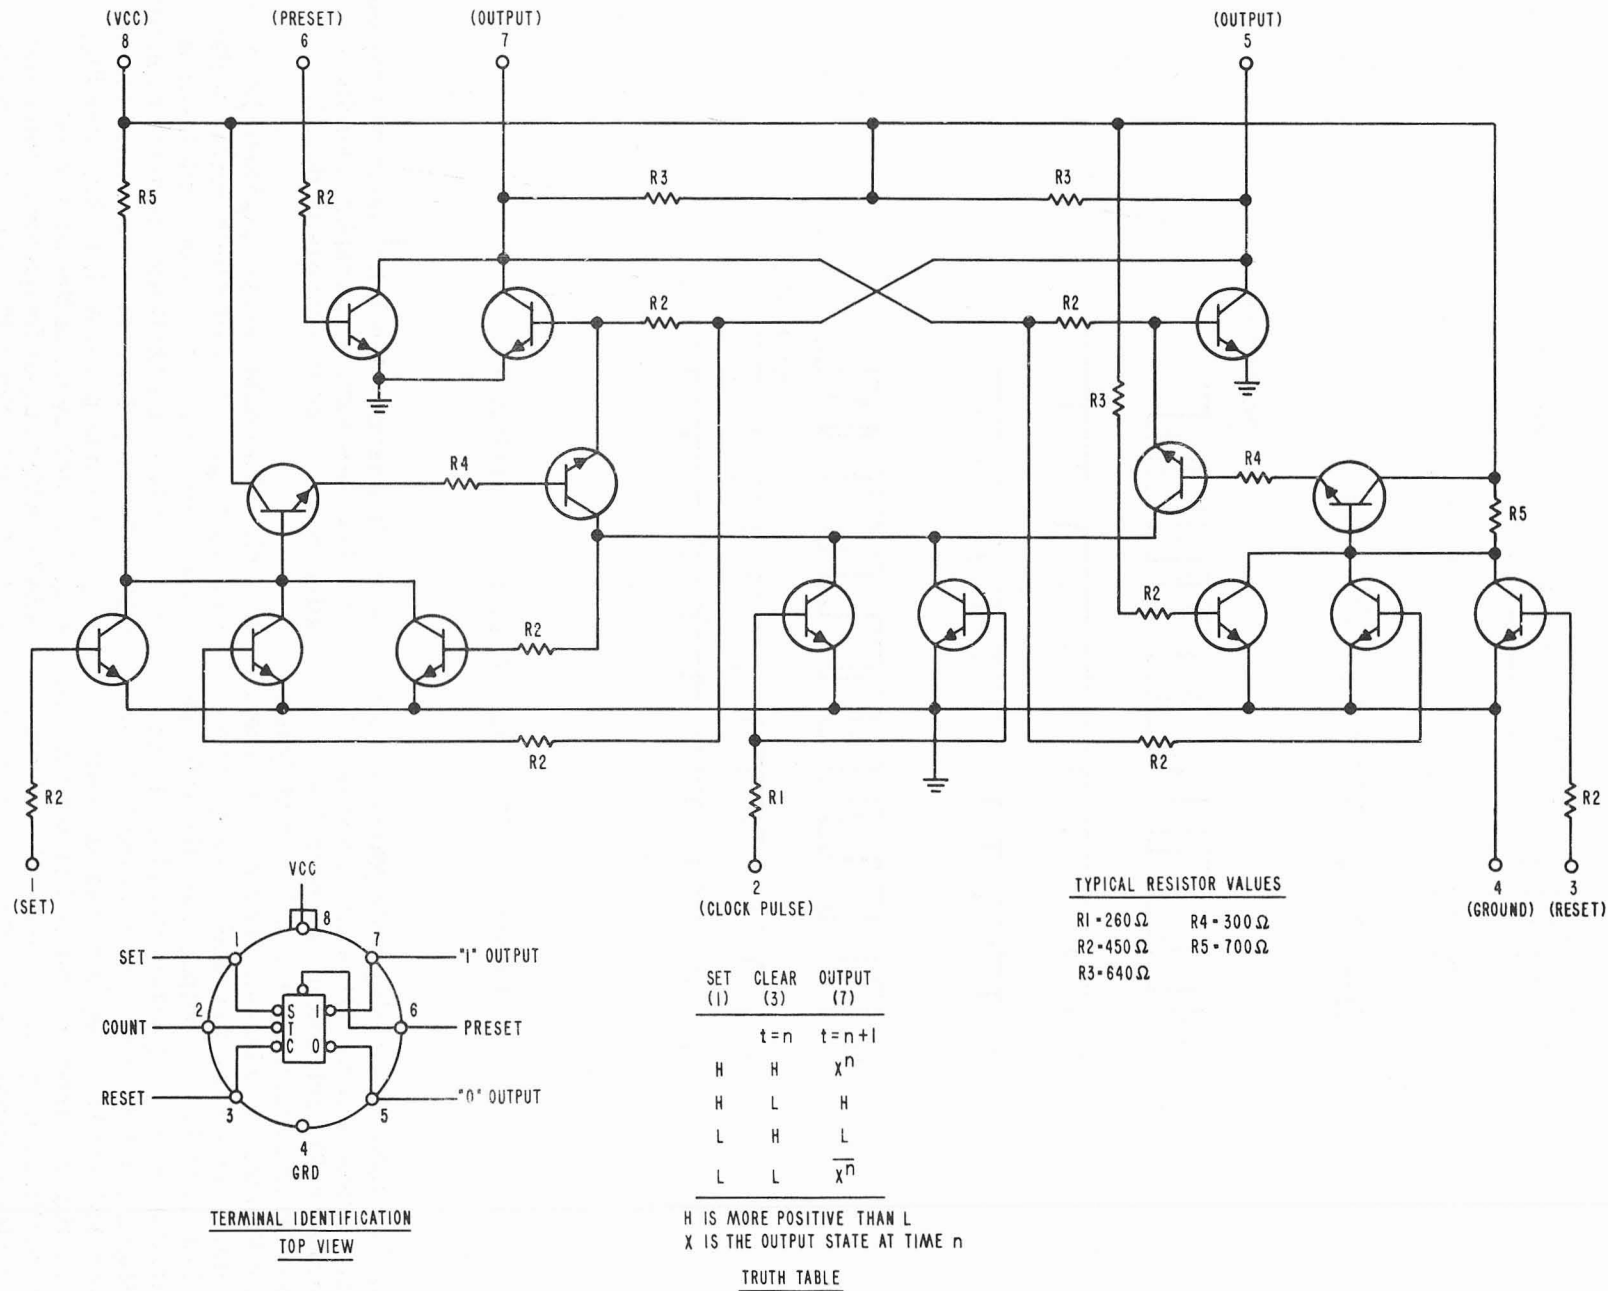 (VCC) (PRESET) (OUTPUT) (OUTPUT)
8 6 7 5
R5 R2 R3 R3
R2 R2
R3
R4 R4
R5
R2 R2
R2 R2
R2 R1 R2
1
(SET)
2
(CLOCK PULSE)
4
(GROUND)
3
(RESET)
TYPICAL RESISTOR VALUES
R1=260Ω R4=300Ω
R2=450Ω R5=700Ω
R3=640Ω
VCC
8
1 7
SET "1" OUTPUT
S 1
2 6
COUNT T PRESET
C 0
RESET "0" OUTPUT
3 5
4
GRD
TERMINAL IDENTIFICATION
TOP VIEW
SET CLEAR OUTPUT
(1) (3) (7)
t=n t=n+1
H H Xⁿ
H L H
L H L
L L X̅ⁿ̅
H IS MORE POSITIVE THAN L
X IS THE OUTPUT STATE AT TIME n
TRUTH TABLE